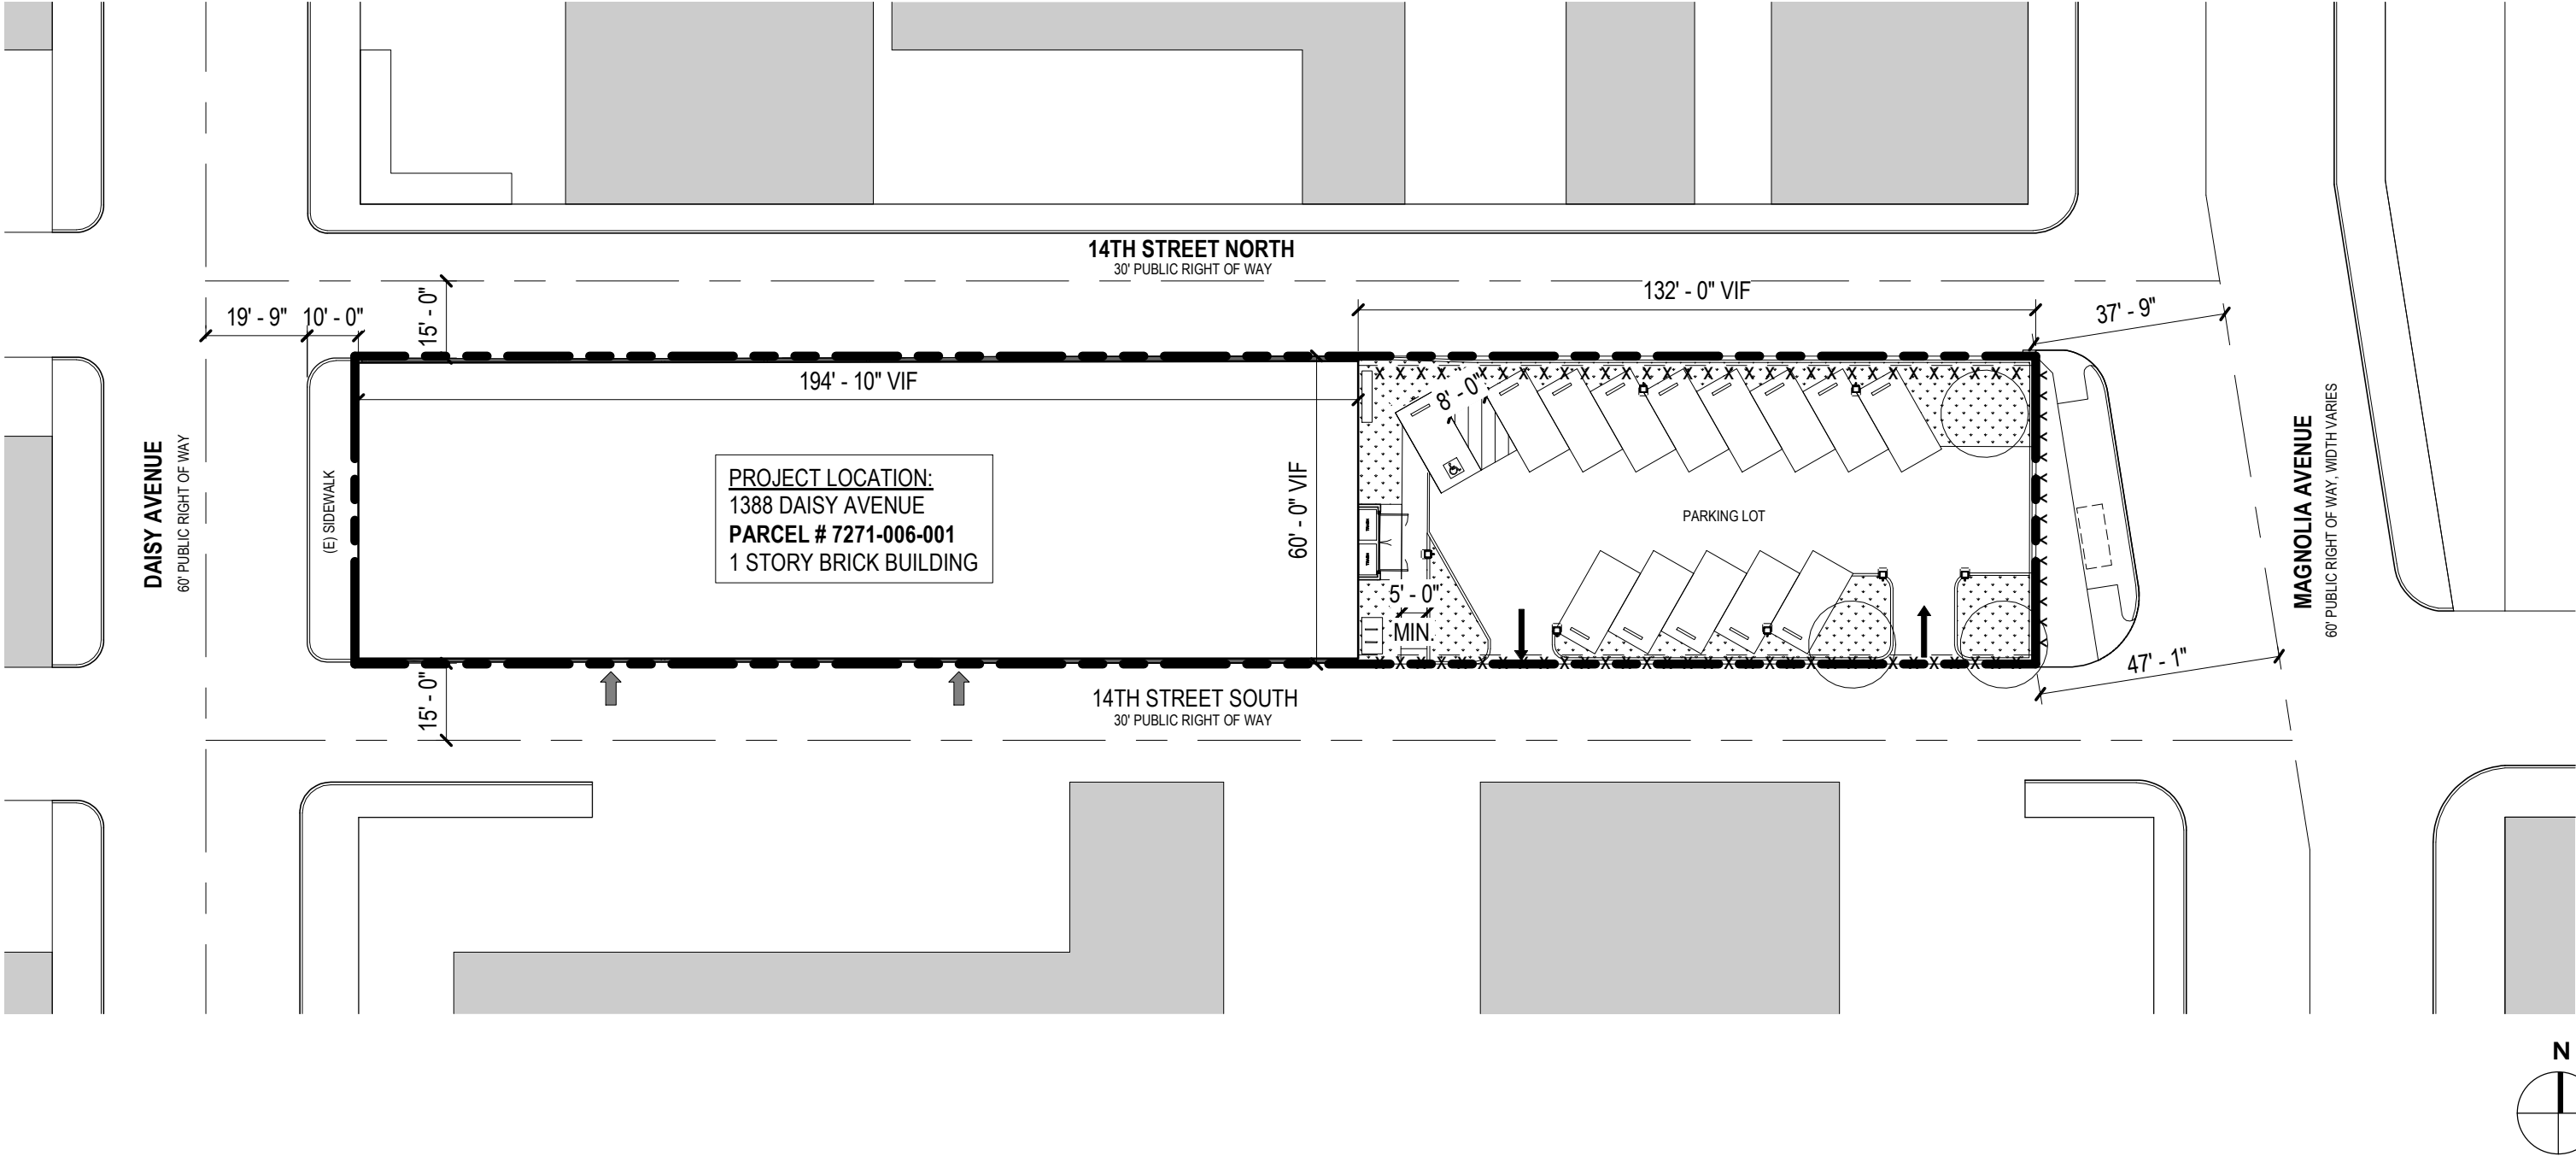 14TH STREET NORTH
30' PUBLIC RIGHT OF WAY
132' - 0" VIF
37' - 9"
19' - 9"
10' - 0"
15' - 0"
194' - 10" VIF
8' - 0"
DAISY AVENUE
60' PUBLIC RIGHT OF WAY
(E) SIDEWALK
PROJECT LOCATION:
1388 DAISY AVENUE
PARCEL # 7271-006-001
1 STORY BRICK BUILDING
60' - 0" VIF
PARKING LOT
MAGNOLIA AVENUE
60' PUBLIC RIGHT OF WAY, WIDTH VARIES
5' - 0"
MIN.
47' - 1"
15' - 0"
14TH STREET SOUTH
30' PUBLIC RIGHT OF WAY
N